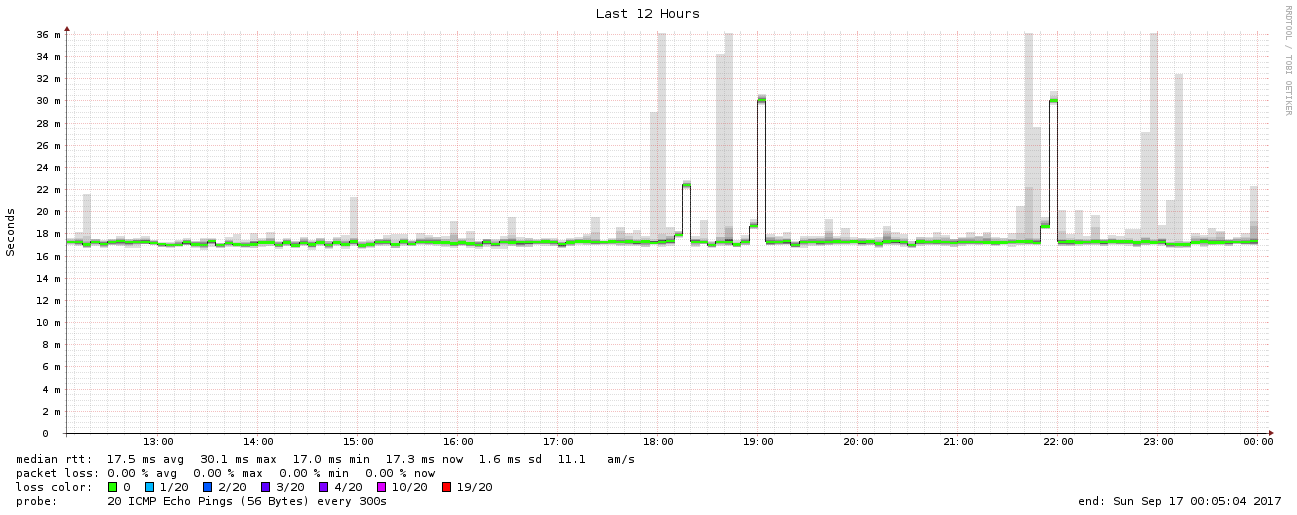 Last 12 Hours
RRDTOOL / TOBI OETIKER
Seconds
36 m
34 m
32 m
30 m
28 m
26 m
24 m
22 m
20 m
18 m
16 m
14 m
12 m
10 m
8 m
6 m
4 m
2 m
0
13:00 14:00 15:00 16:00 17:00 18:00 19:00 20:00 21:00 22:00 23:00 00:00
median rtt: 17.5 ms avg 30.1 ms max 17.0 ms min 17.3 ms now 1.6 ms sd 11.1 am/s
packet loss: 0.00 % avg 0.00 % max 0.00 % min 0.00 % now
loss color: 0 1/20 2/20 3/20 4/20 10/20 19/20
probe: 20 ICMP Echo Pings (56 Bytes) every 300s end: Sun Sep 17 00:05:04 2017